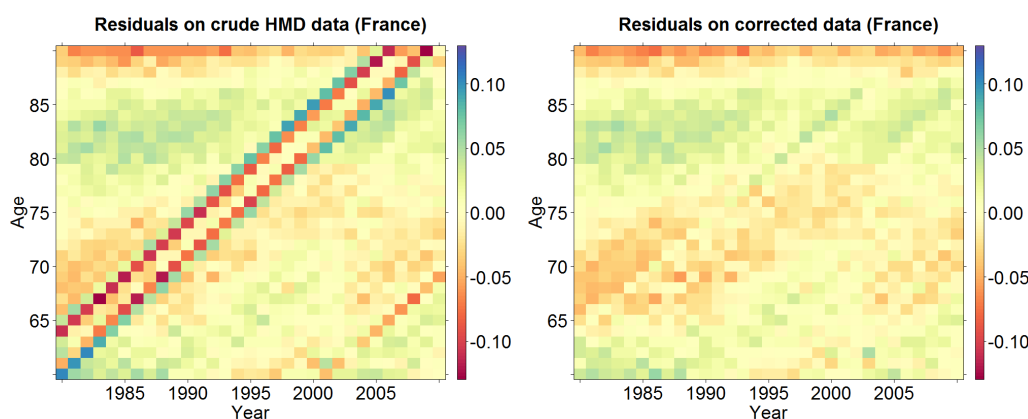 Residuals on crude HMD data (France)
Age
85
80
75
70
65
1985 1990 1995 2000 2005
Year
0.10
0.05
0.00
-0.05
-0.10
Residuals on corrected data (France)
Age
85
80
75
70
65
1985 1990 1995 2000 2005
Year
0.10
0.05
0.00
-0.05
-0.10